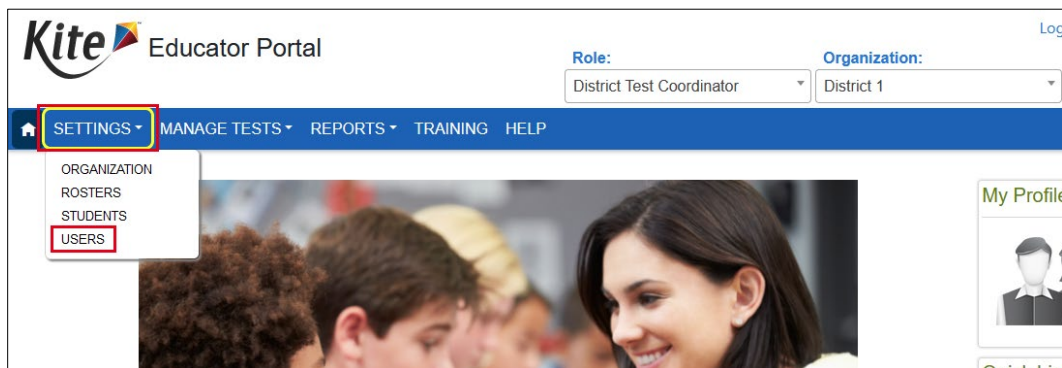 Log
Kite Educator Portal
Role: Organization:
District Test Coordinator District 1
SETTINGS MANAGE TESTS REPORTS TRAINING HELP
ORGANIZATION
ROSTERS
STUDENTS
USERS
My Profile